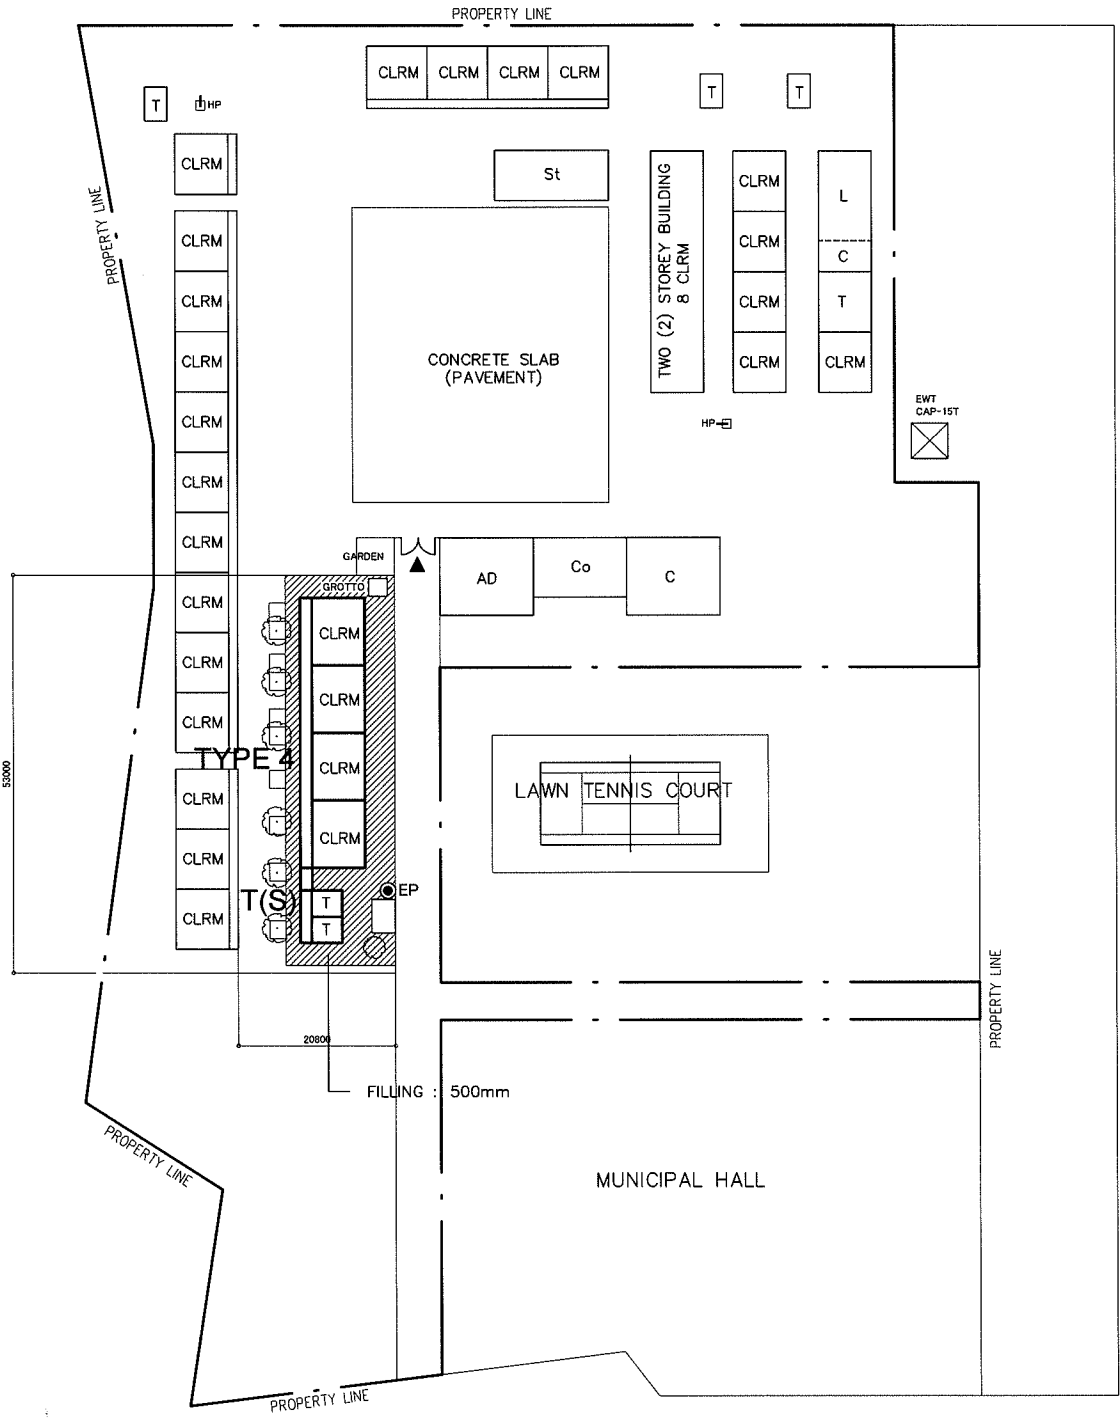 PROPERTY LINE
CLRM CLRM CLRM CLRM
T
HP
T
T
CLRM
St
TWO (2) STOREY BUILDING
8 CLRM
CLRM
CLRM
CLRM
CLRM
L
C
T
CLRM
PROPERTY LINE
CLRM
CLRM
CLRM
CLRM
CLRM
CLRM
CLRM
CLRM
CLRM
CONCRETE SLAB
(PAVEMENT)
HP
EWT
CAP-15T
GARDEN
GROTTO
AD
Co
C
CLRM
CLRM
CLRM
CLRM
TYPE 4
53000
LAWN TENNIS COURT
CLRM
CLRM
CLRM
T(S)
T
T
EP
PROPERTY LINE
20800
FILLING : 500mm
PROPERTY LINE
MUNICIPAL HALL
PROPERTY LINE